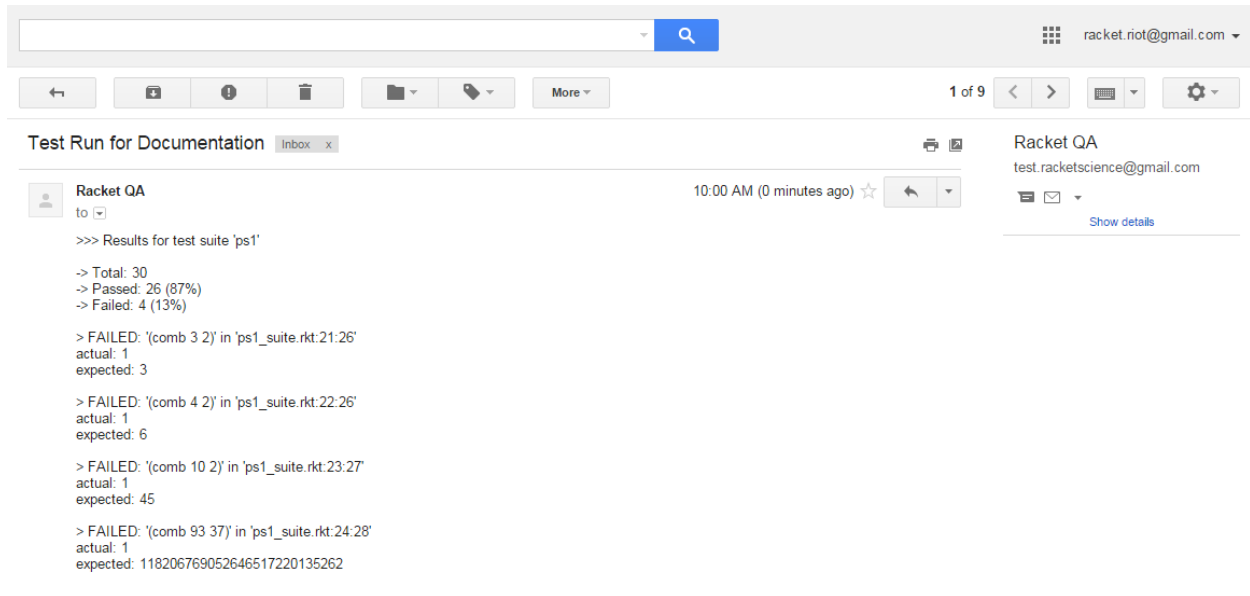 racket.riot@gmail.com
More
1 of 9
Test Run for Documentation
Inbox x
Racket QA
test.racketscience@gmail.com
Show details
Racket QA
10:00 AM (0 minutes ago)
to
>>> Results for test suite 'ps1'
-> Total: 30
-> Passed: 26 (87%)
-> Failed: 4 (13%)
> FAILED: '(comb 3 2)' in 'ps1_suite.rkt:21:26'
actual: 1
expected: 3
> FAILED: '(comb 4 2)' in 'ps1_suite.rkt:22:26'
actual: 1
expected: 6
> FAILED: '(comb 10 2)' in 'ps1_suite.rkt:23:27'
actual: 1
expected: 45
> FAILED: '(comb 93 37)' in 'ps1_suite.rkt:24:28'
actual: 1
expected: 118206769052646517220135262